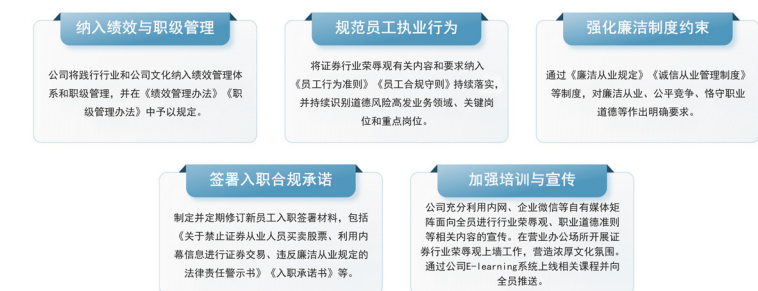 纳入绩效与职级管理
公司将践行行业和公司文化纳入绩效管理体
系和职级管理，并在《绩效管理办法》《职
级管理办法》中予以规定。
规范员工执业行为
将证券行业荣辱观有关内容和要求纳入
《员工行为准则》《员工合规守则》持续落实，
并持续识别道德风险高发业务领域、关键岗
位和重点岗位。
强化廉洁制度约束
通过《廉洁从业规定》《诚信从业管理制度》
等制度，对廉洁从业、公平竞争、恪守职业
道德等作出明确要求。
签署入职合规承诺
制定并定期修订新员工入职签署材料，包括
《关于禁止证券从业人员买卖股票、利用内
幕信息进行证券交易、违反廉洁从业规定的
法律责任警示书》《入职承诺书》等。
加强培训与宣传
公司充分利用内网、企业微信等自有媒体矩
阵面向全员进行行业荣辱观、职业道德准则
等相关内容的宣传。在营业办公场所开展证
券行业荣辱观上墙工作，营造浓厚文化氛围。
通过公司E-learning系统上线相关课程并向
全员推送。